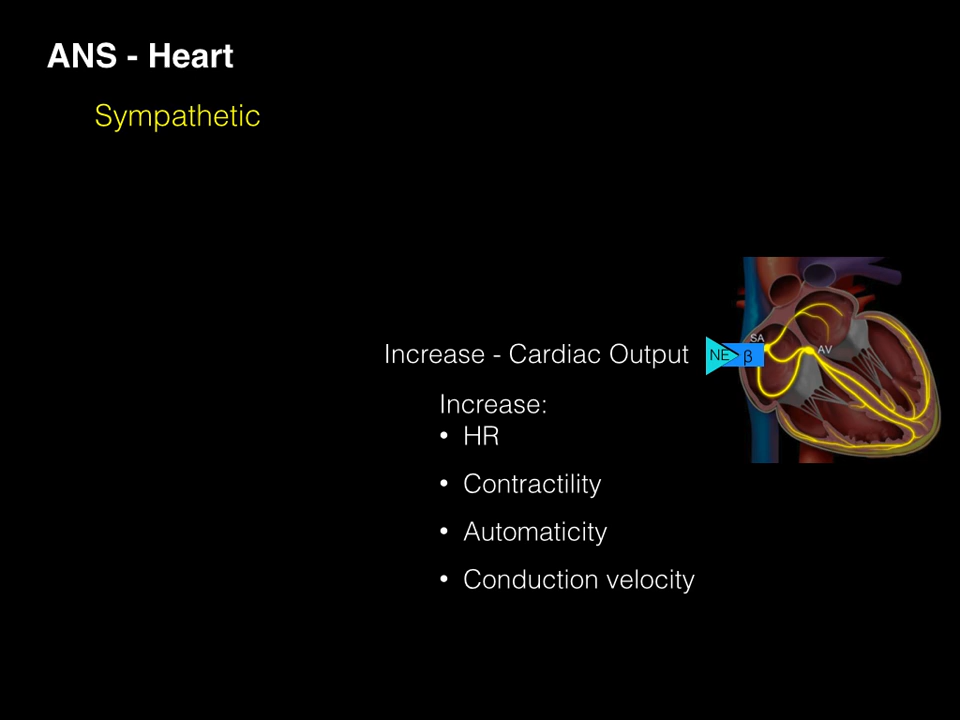 ANS - Heart
Sympathetic
SA
AV
NE
β
Increase - Cardiac Output
Increase:
• HR
• Contractility
• Automaticity
• Conduction velocity